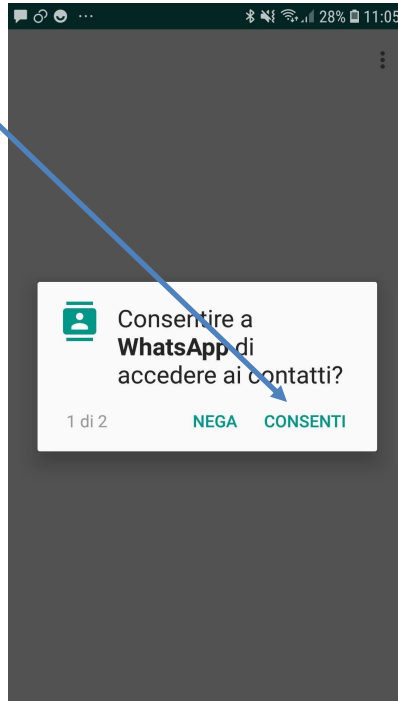 28% 11:05
Consentire a
WhatsApp di
accedere ai contatti?
1 di 2 NEGA CONSENTI